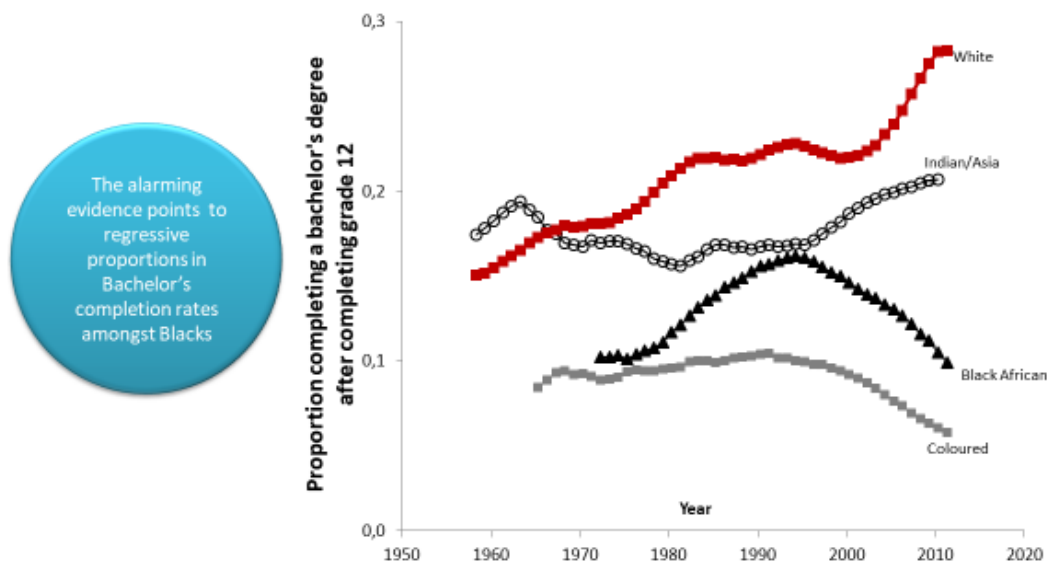 The alarming
evidence points to
regressive
proportions in
Bachelor's
completion rates
amongst Blacks
Proportion completing a bachelor's degree
after completing grade 12
0,3
0,2
0,1
0,0
White
Indian/Asia
Black African
Coloured
Year
1950 1960 1970 1980 1990 2000 2010 2020